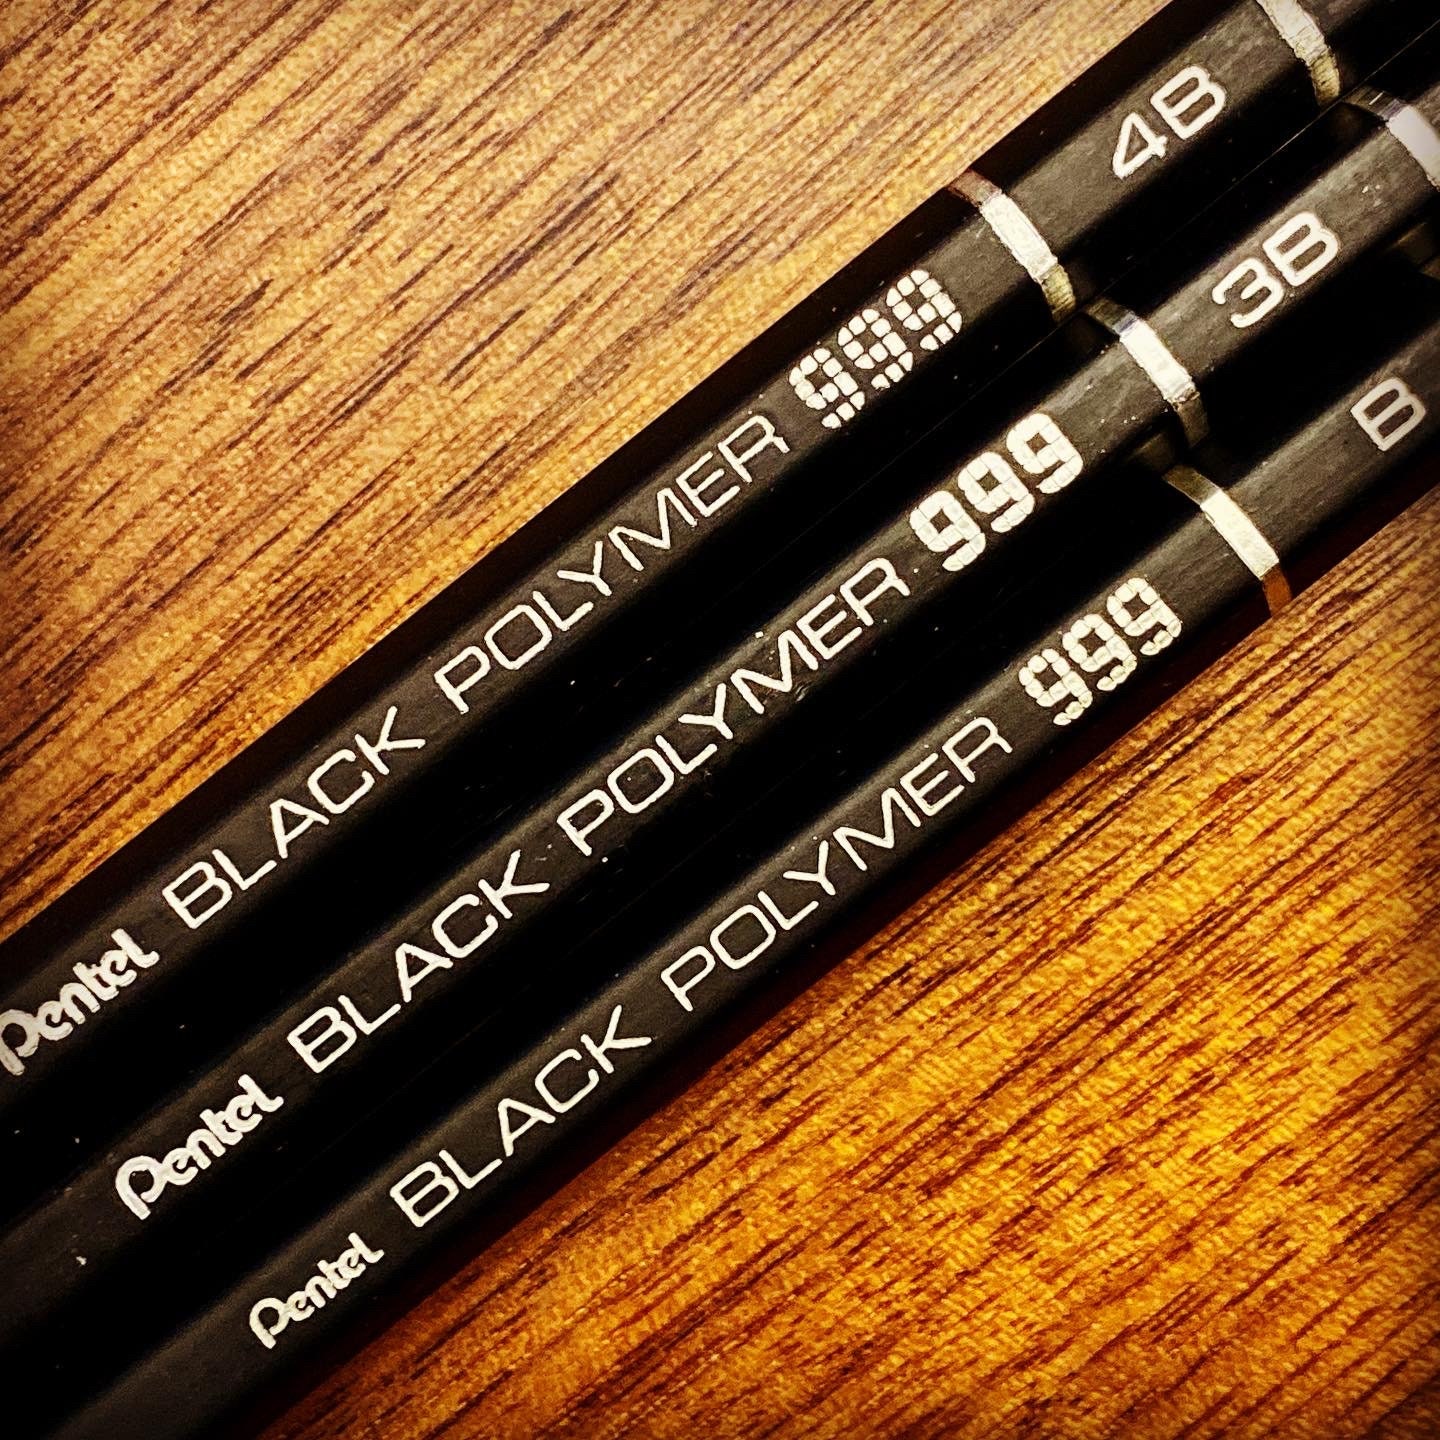 Pentel BLACK POLYMER 999 4B
Pentel BLACK POLYMER 999 3B
Pentel BLACK POLYMER 999 B